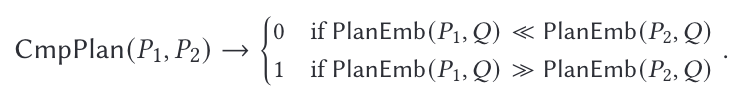 CmpPlan(P₁, P₂) → { 0 if PlanEmb(P₁, Q) ≪ PlanEmb(P₂, Q)
1 if PlanEmb(P₁, Q) ≫ PlanEmb(P₂, Q) .